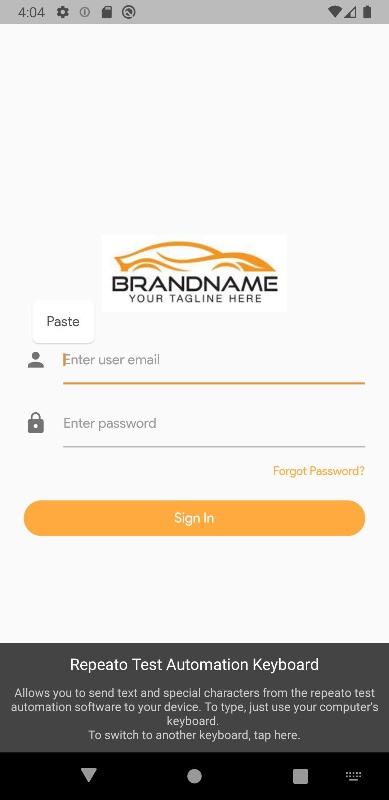 4:04
BRANDNAME
YOUR TAGLINE HERE
Paste
Enter user email
Enter password
Forgot Password?
Sign In
Repeato Test Automation Keyboard
Allows you to send text and special characters from the repeato test
automation software to your device. To type, just use your computer's
keyboard.
To switch to another keyboard, tap here.